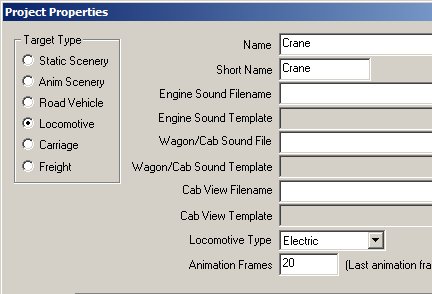 Project Properties
Target Type
Static Scenery
Anim Scenery
Road Vehicle
Locomotive
Carriage
Freight
Name Crane
Short Name Crane
Engine Sound Filename
Engine Sound Template
Wagon/Cab Sound File
Wagon/Cab Sound Template
Cab View Filename
Cab View Template
Locomotive Type Electric
Animation Frames 20 (Last animation fra